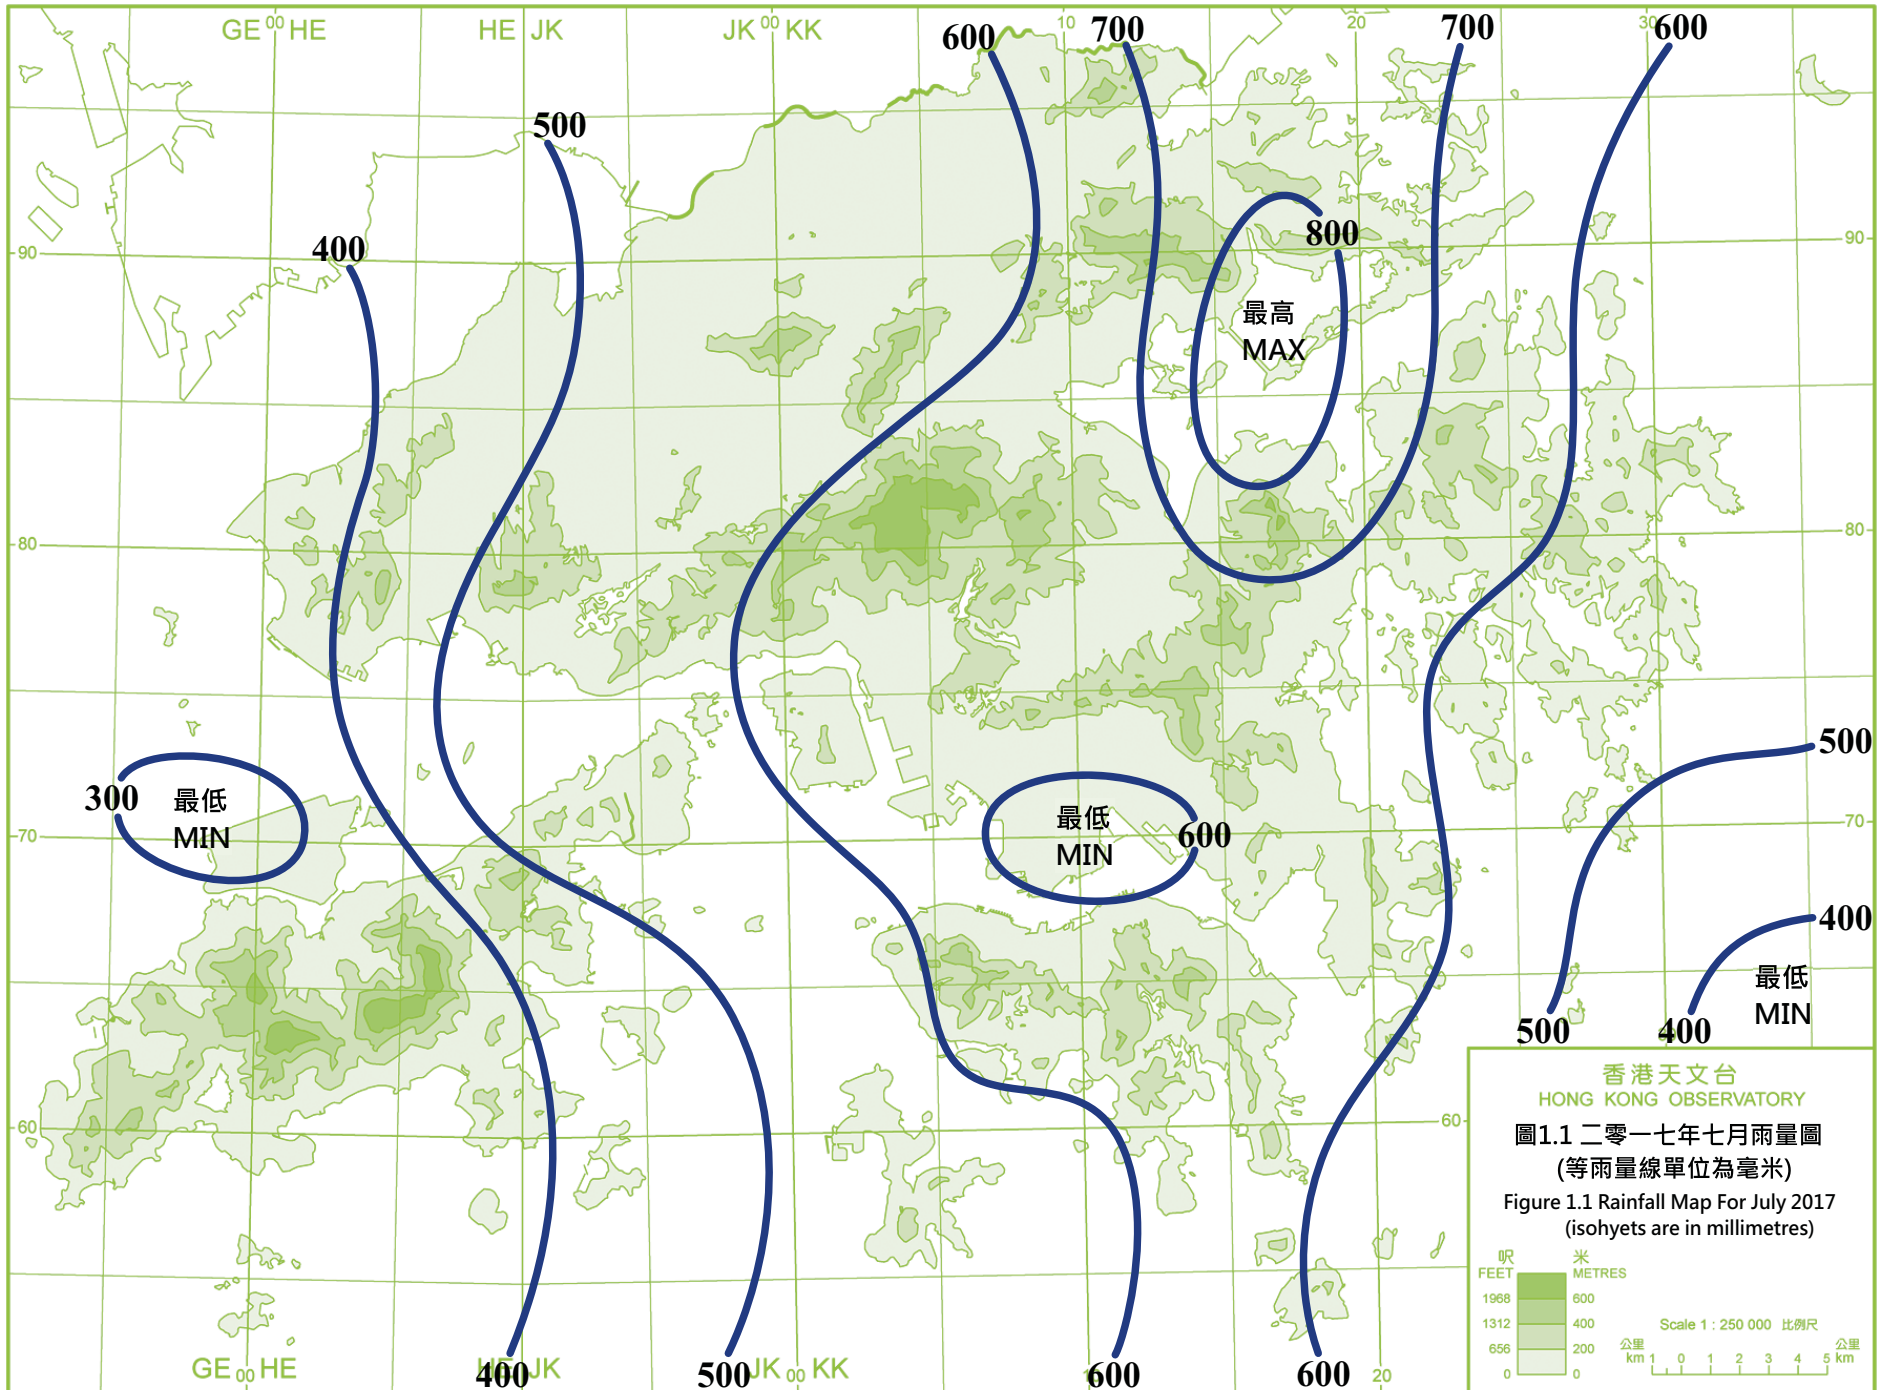 GE 00 HE
HE JK
JK 00 KK
600
10
700
20
700
30
600
500
90
400
800
90
最高
MAX
80
80
500
300
最低
MIN
最低
MIN
600
70
70
400
最低
MIN
500
400
60
60
香港天文台
HONG KONG OBSERVATORY
圖1.1 二零一七年七月雨量圖
(等雨量線單位為毫米)
Figure 1.1 Rainfall Map For July 2017
(isohyets are in millimetres)
呎 米
FEET METRES
1968 600
1312 400
656 200
0 0
Scale 1 : 250 000 比例尺
公里 公里
km 1 0 1 2 3 4 5 km
GE 00 HE
400
HE JK
500
JK 00 KK
600
10
600
20